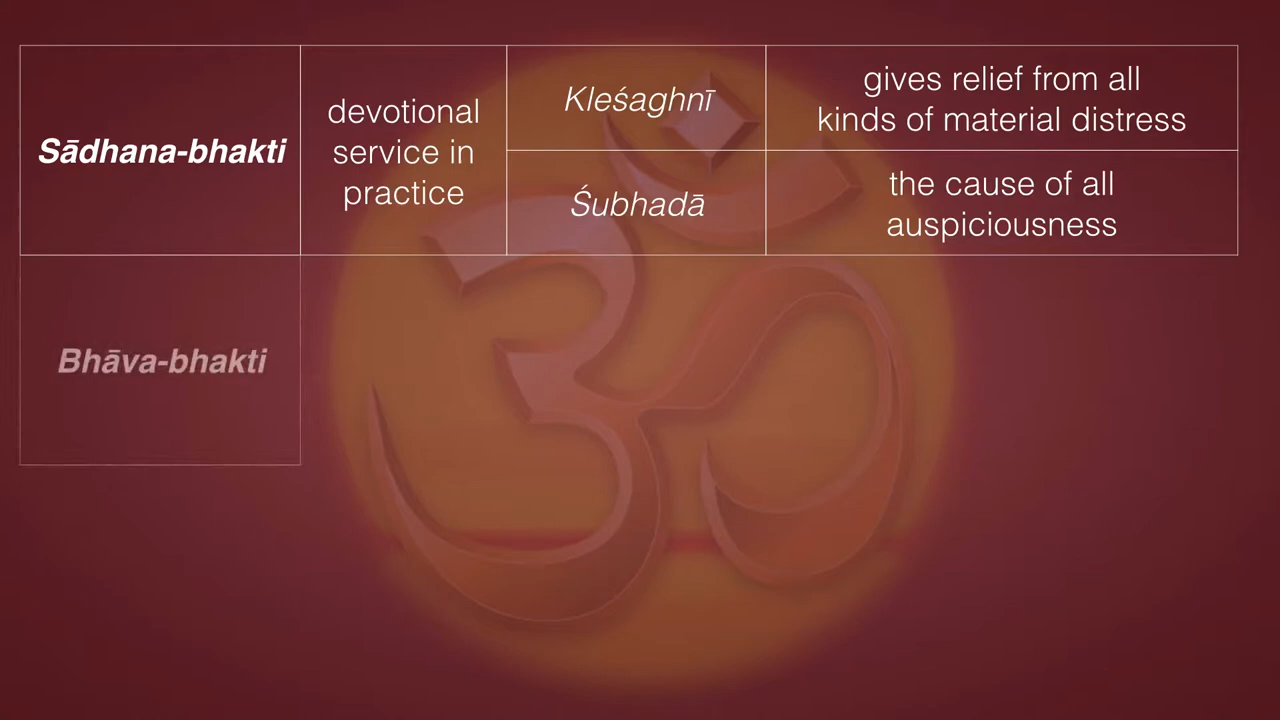 Sādhana-bhakti
devotional
service in
practice
Kleśaghnī
gives relief from all
kinds of material distress
Śubhadā
the cause of all
auspiciousness
Bhāva-bhakti